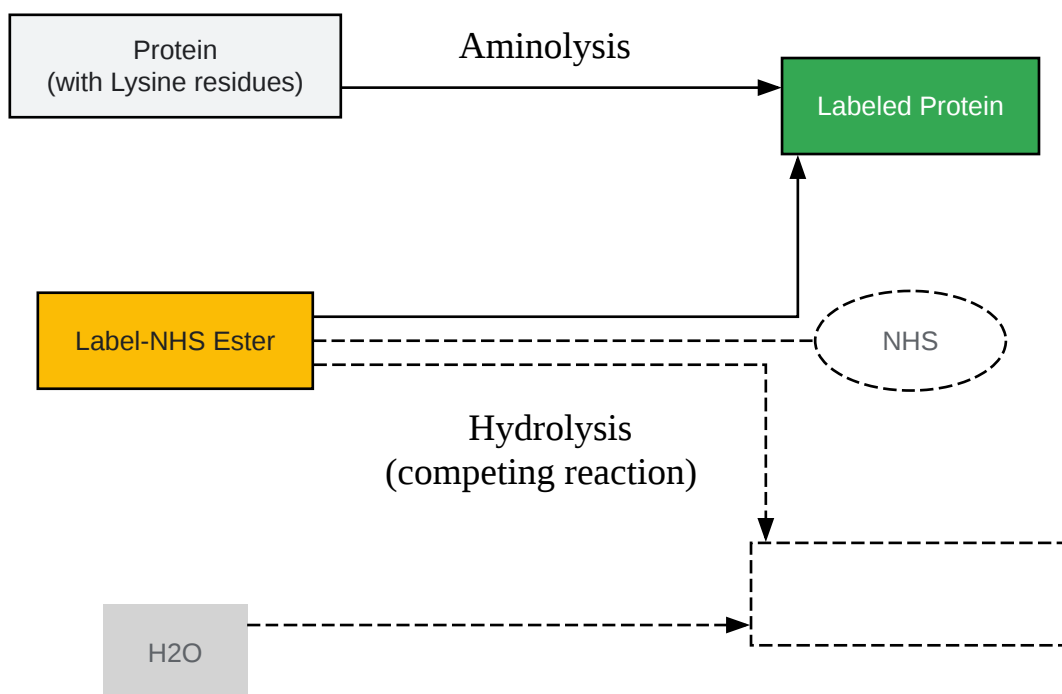 Protein
(with Lysine residues)
Aminolysis
Labeled Protein
Label-NHS Ester
NHS
Hydrolysis
(competing reaction)
H2O